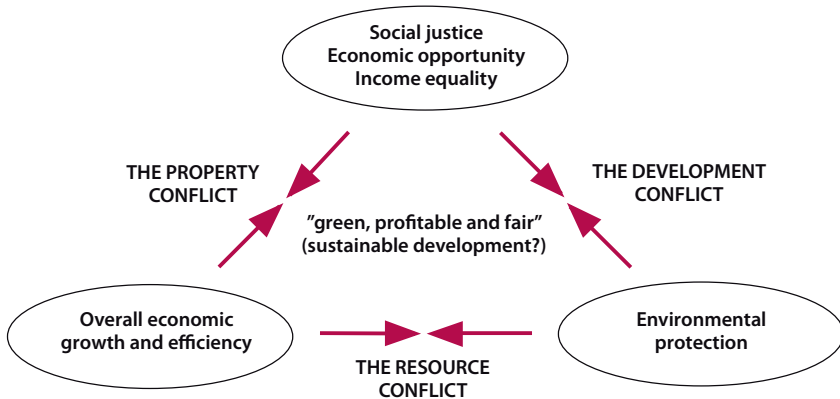 Social justice
Economic opportunity
Income equality
THE PROPERTY
CONFLICT
THE DEVELOPMENT
CONFLICT
”green, profitable and fair”
(sustainable development?)
Overall economic
growth and efficiency
Environmental
protection
THE RESOURCE
CONFLICT